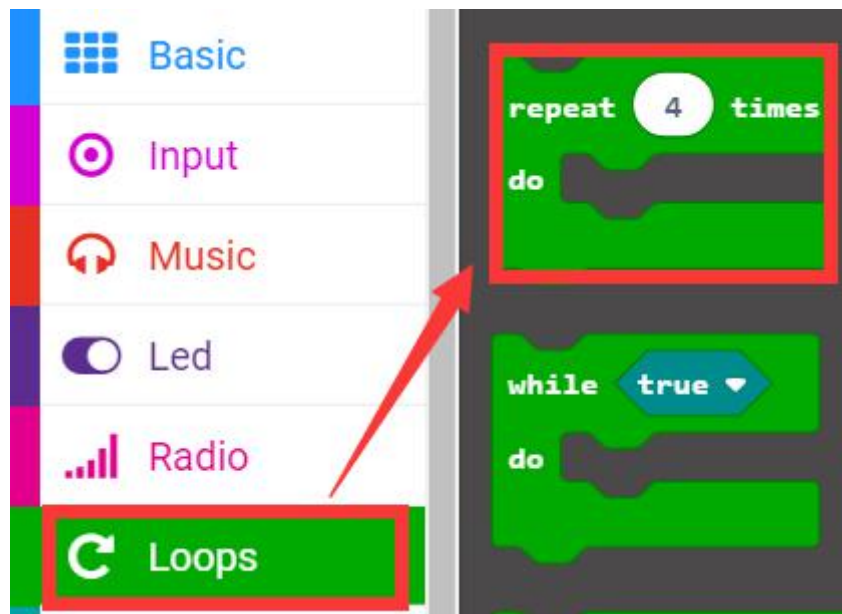 Basic
Input
Music
Led
Radio
Loops
repeat 4 times
do
while true
do